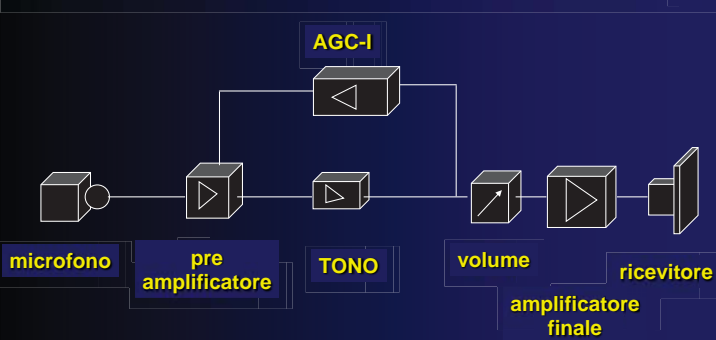 AGC-I
microfono
pre
amplificatore
TONO
volume
amplificatore
finale
ricevitore